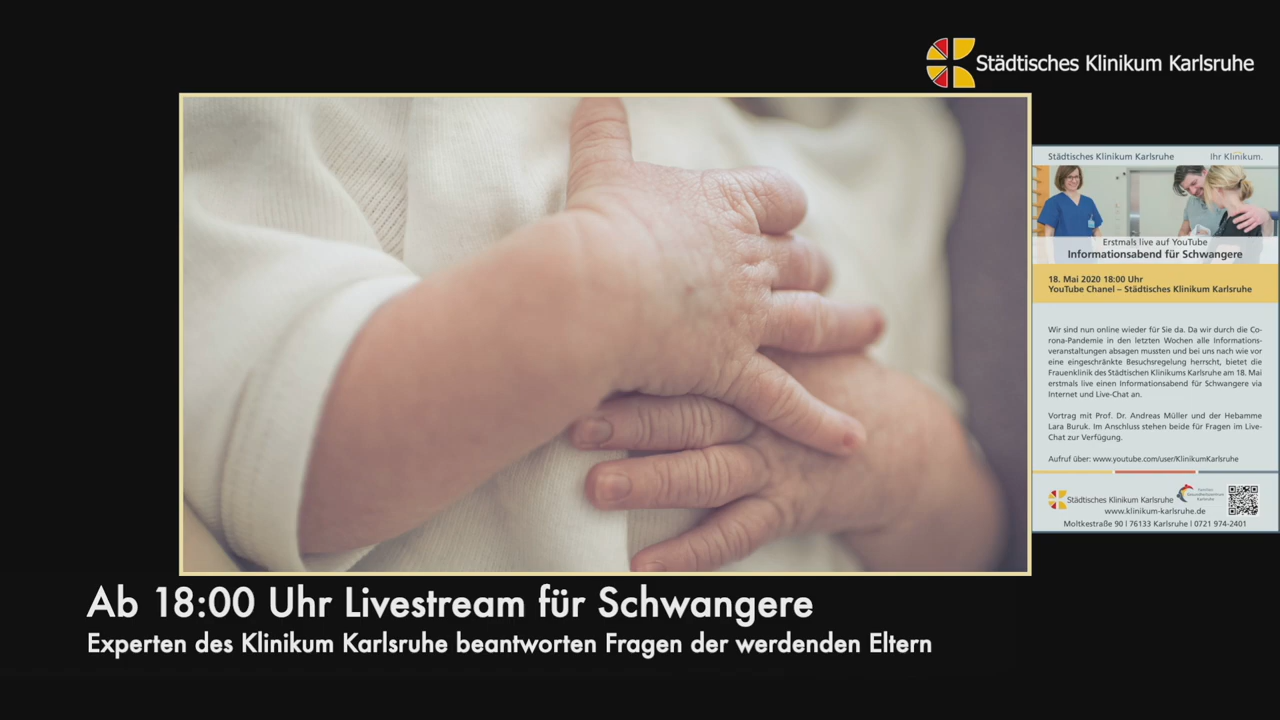 Städtisches Klinikum Karlsruhe
Städtisches Klinikum Karlsruhe
Ihr Klinikum.
Erstmals live auf YouTube
Informationsabend für Schwangere
18. Mai 2020 18:00 Uhr
YouTube Chanel – Städtisches Klinikum Karlsruhe
Wir sind nun online wieder für Sie da. Da wir durch die Co-
rona-Pandemie in den letzten Wochen alle Informations-
veranstaltungen absagen mussten und bei uns nach wie vor
eine eingeschränkte Besuchsregelung herrscht, bietet die
Frauenklinik des Städtischen Klinikums Karlsruhe am 18. Mai
erstmals live einen Informationsabend für Schwangere via
Internet und Live-Chat an.
Vortrag mit Prof. Dr. Andreas Müller und der Hebamme
Lara Buruk. Im Anschluss stehen beide für Fragen im Live-
Chat zur Verfügung.
Aufruf über: www.youtube.com/user/KlinikumKarlsruhe
Städtisches Klinikum Karlsruhe
www.klinikum-karlsruhe.de
Moltkestraße 90 | 76133 Karlsruhe | 0721 974-2401
Ab 18:00 Uhr Livestream für Schwangere
Experten des Klinikum Karlsruhe beantworten Fragen der werdenden Eltern